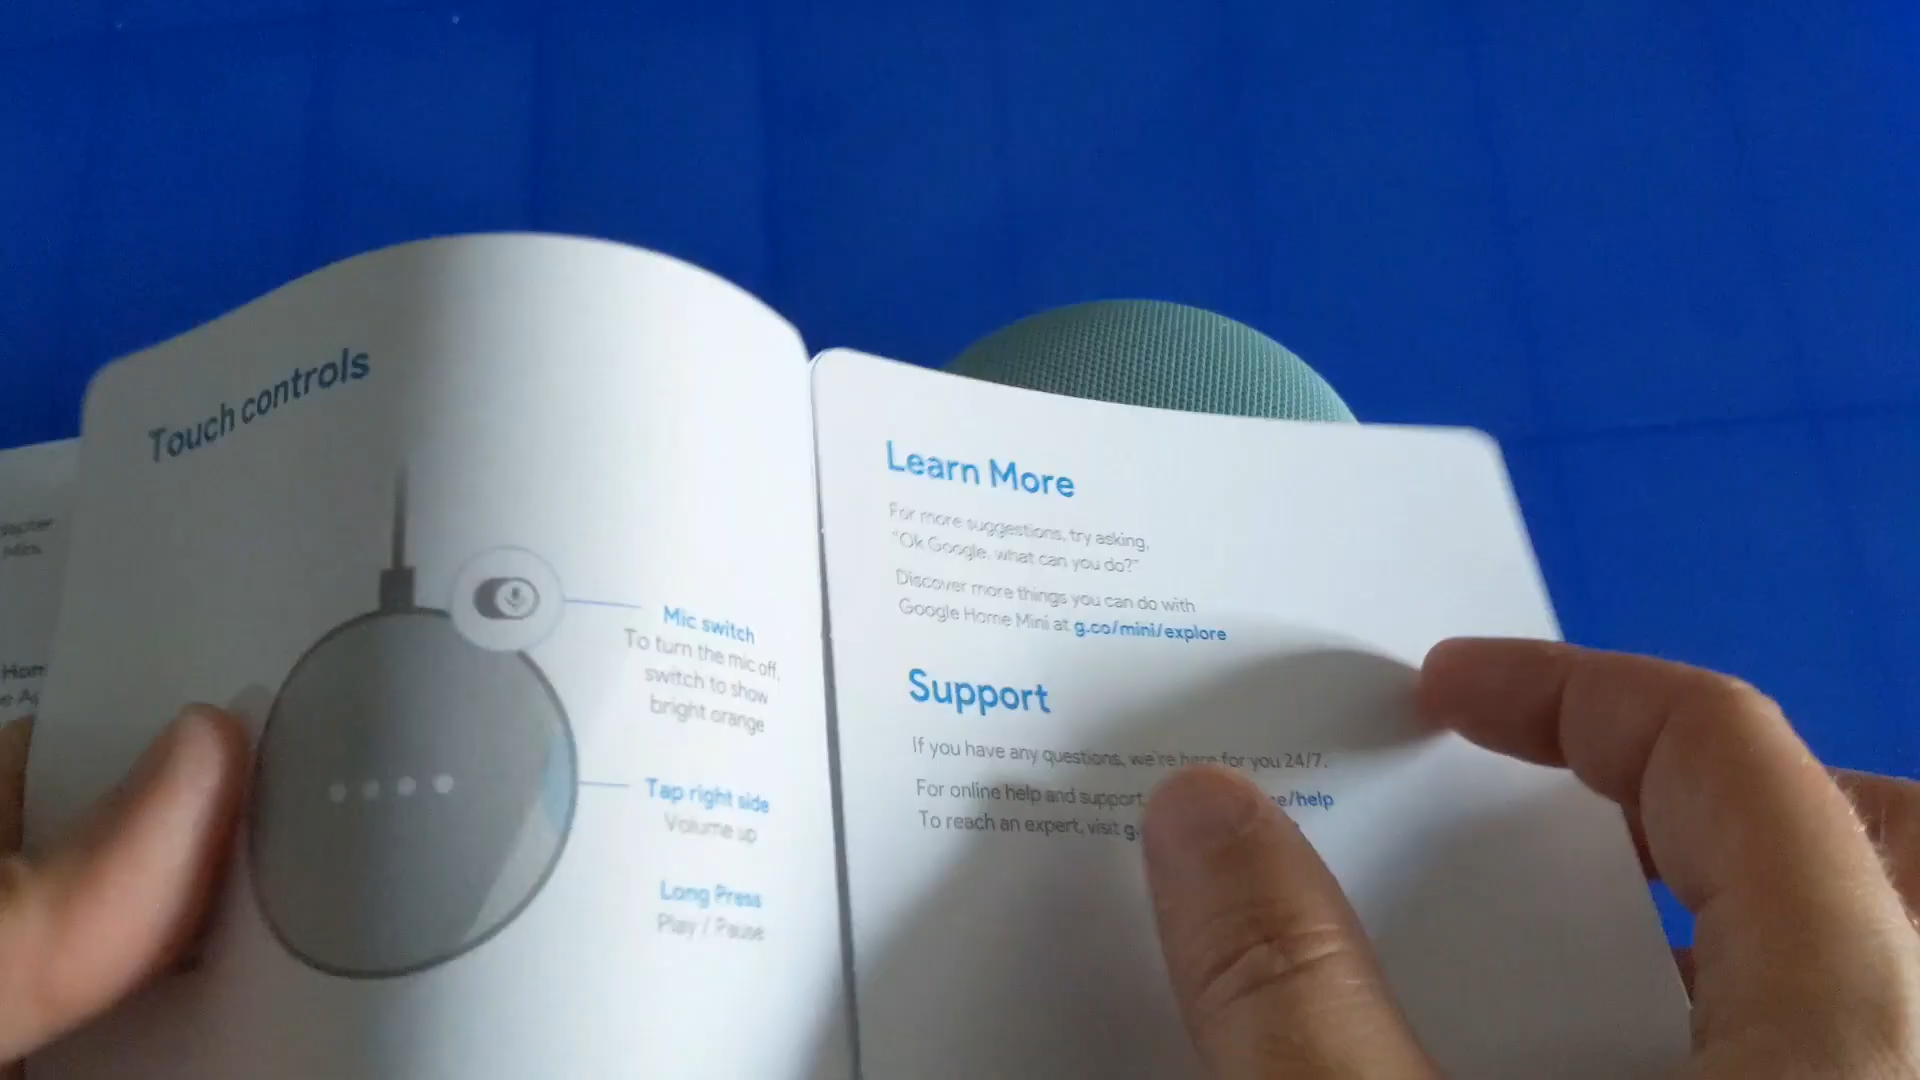 Touch controls
Mic switch
To turn the mic off,
switch to show
bright orange
Tap right side
Volume up
Long Press
Play / Pause
Learn More
For more suggestions, try asking,
"Ok Google, what can you do?"
Discover more things you can do with
Google Home Mini at g.co/mini/explore
Support
If you have any questions, we're here for you 24/7.
For online help and support, e/help
To reach an expert, visit g.